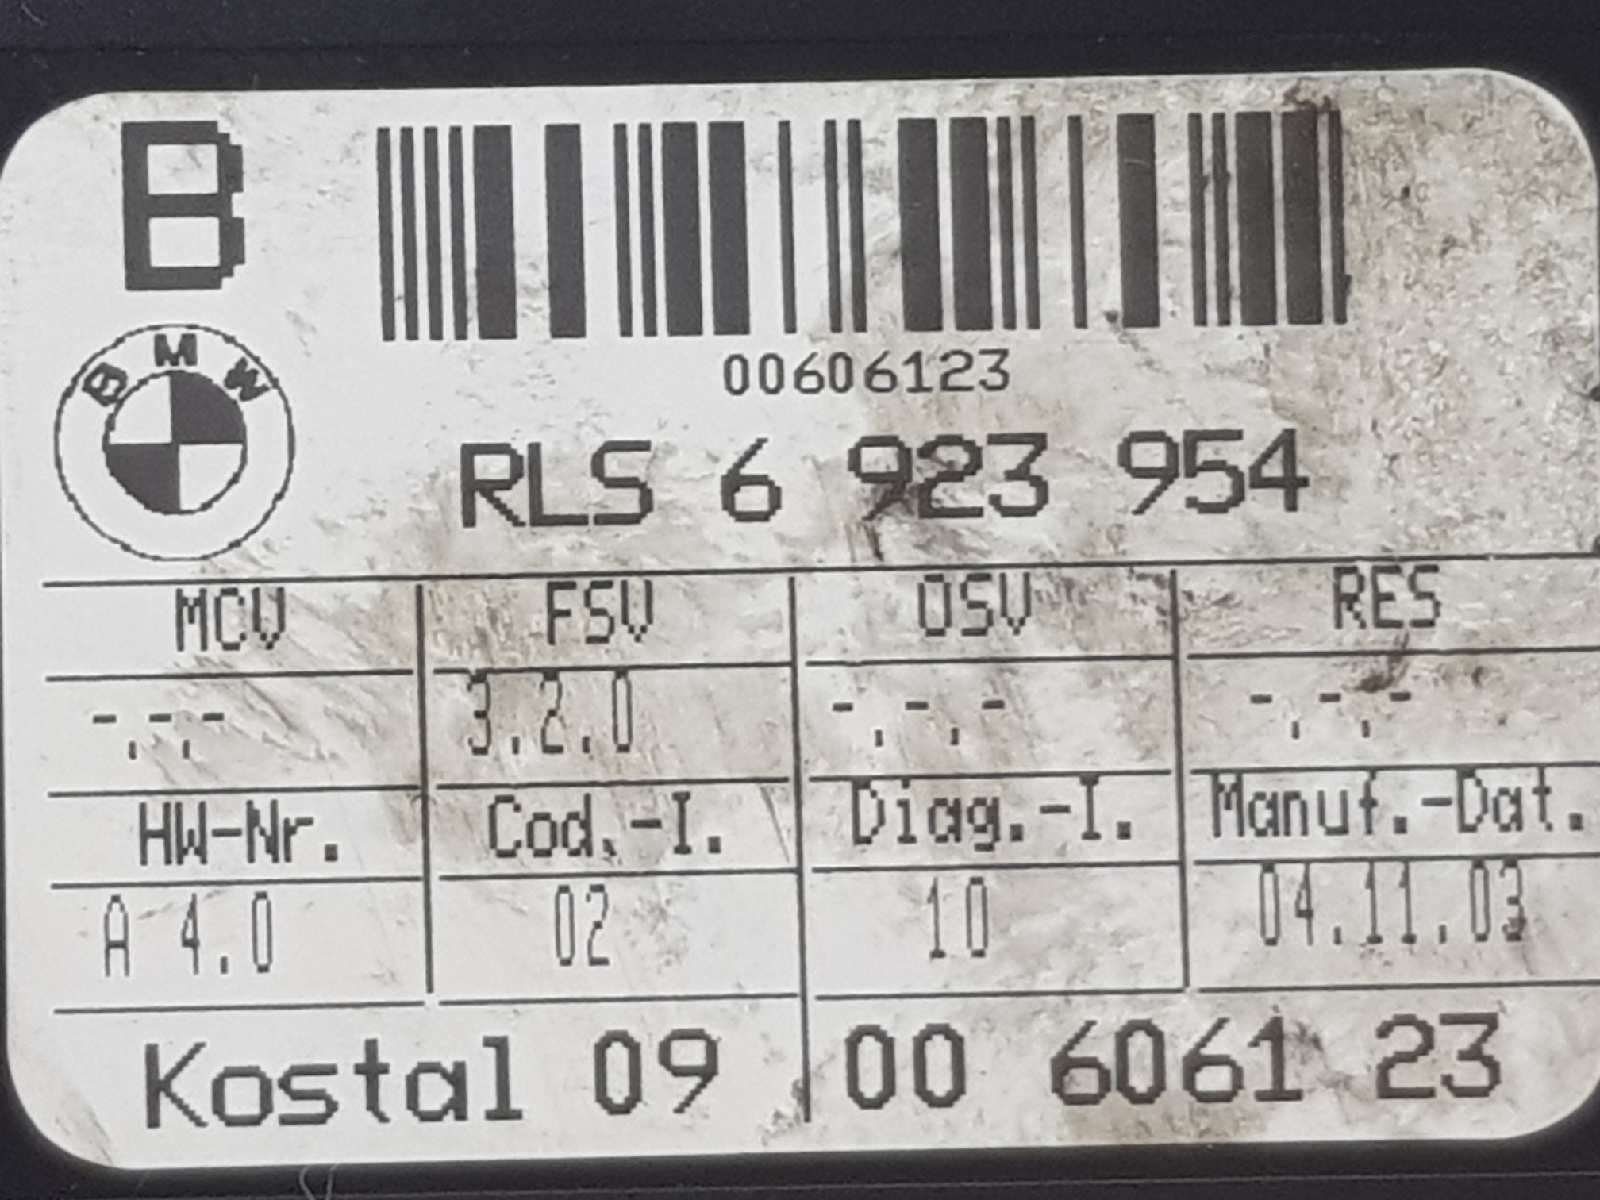 B
BMW
00606123
RLS 6 923 954
MCV FSV OSV RES
-.-.- 3.2.0 -.-.- -.-.-
HW-Nr. Cod.-I. Diag.-I. Manuf.-Dat.
A 4.0 02 10 04.11.03
Kostal 09 00 6061 23